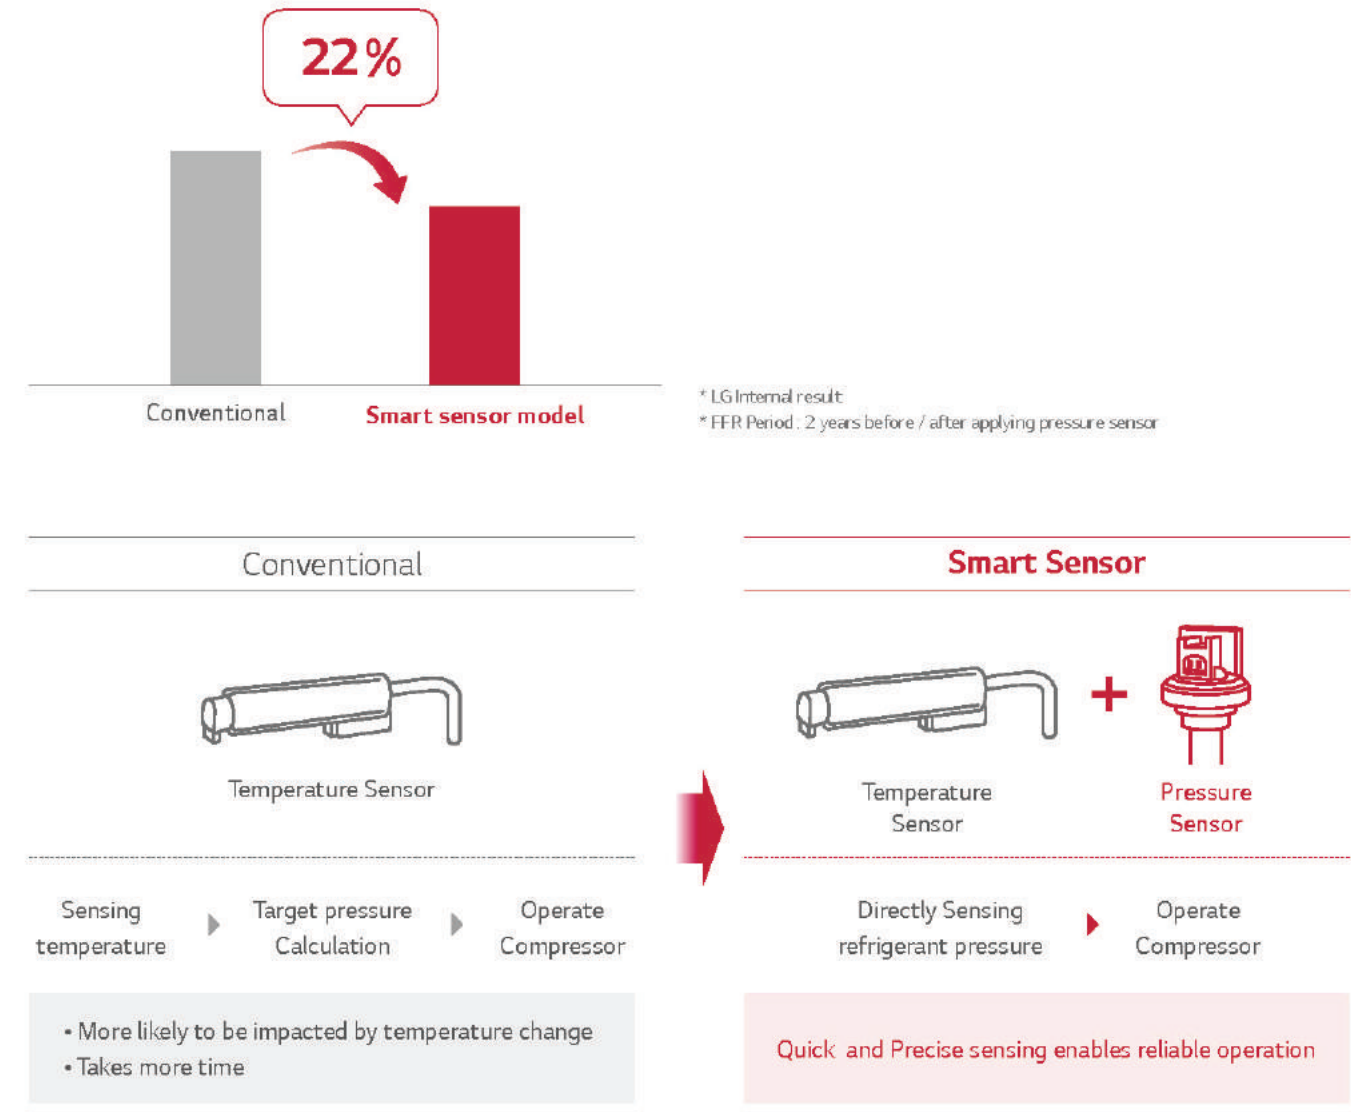 22%
Conventional
Smart sensor model
* LG Internal result
* FFR Period : 2 years before / after applying pressure sensor
Conventional
Temperature Sensor
Sensing
temperature
Target pressure
Calculation
Operate
Compressor
• More likely to be impacted by temperature change
• Takes more time
Smart Sensor
+
Temperature
Sensor
Pressure
Sensor
Directly Sensing
refrigerant pressure
Operate
Compressor
Quick and Precise sensing enables reliable operation